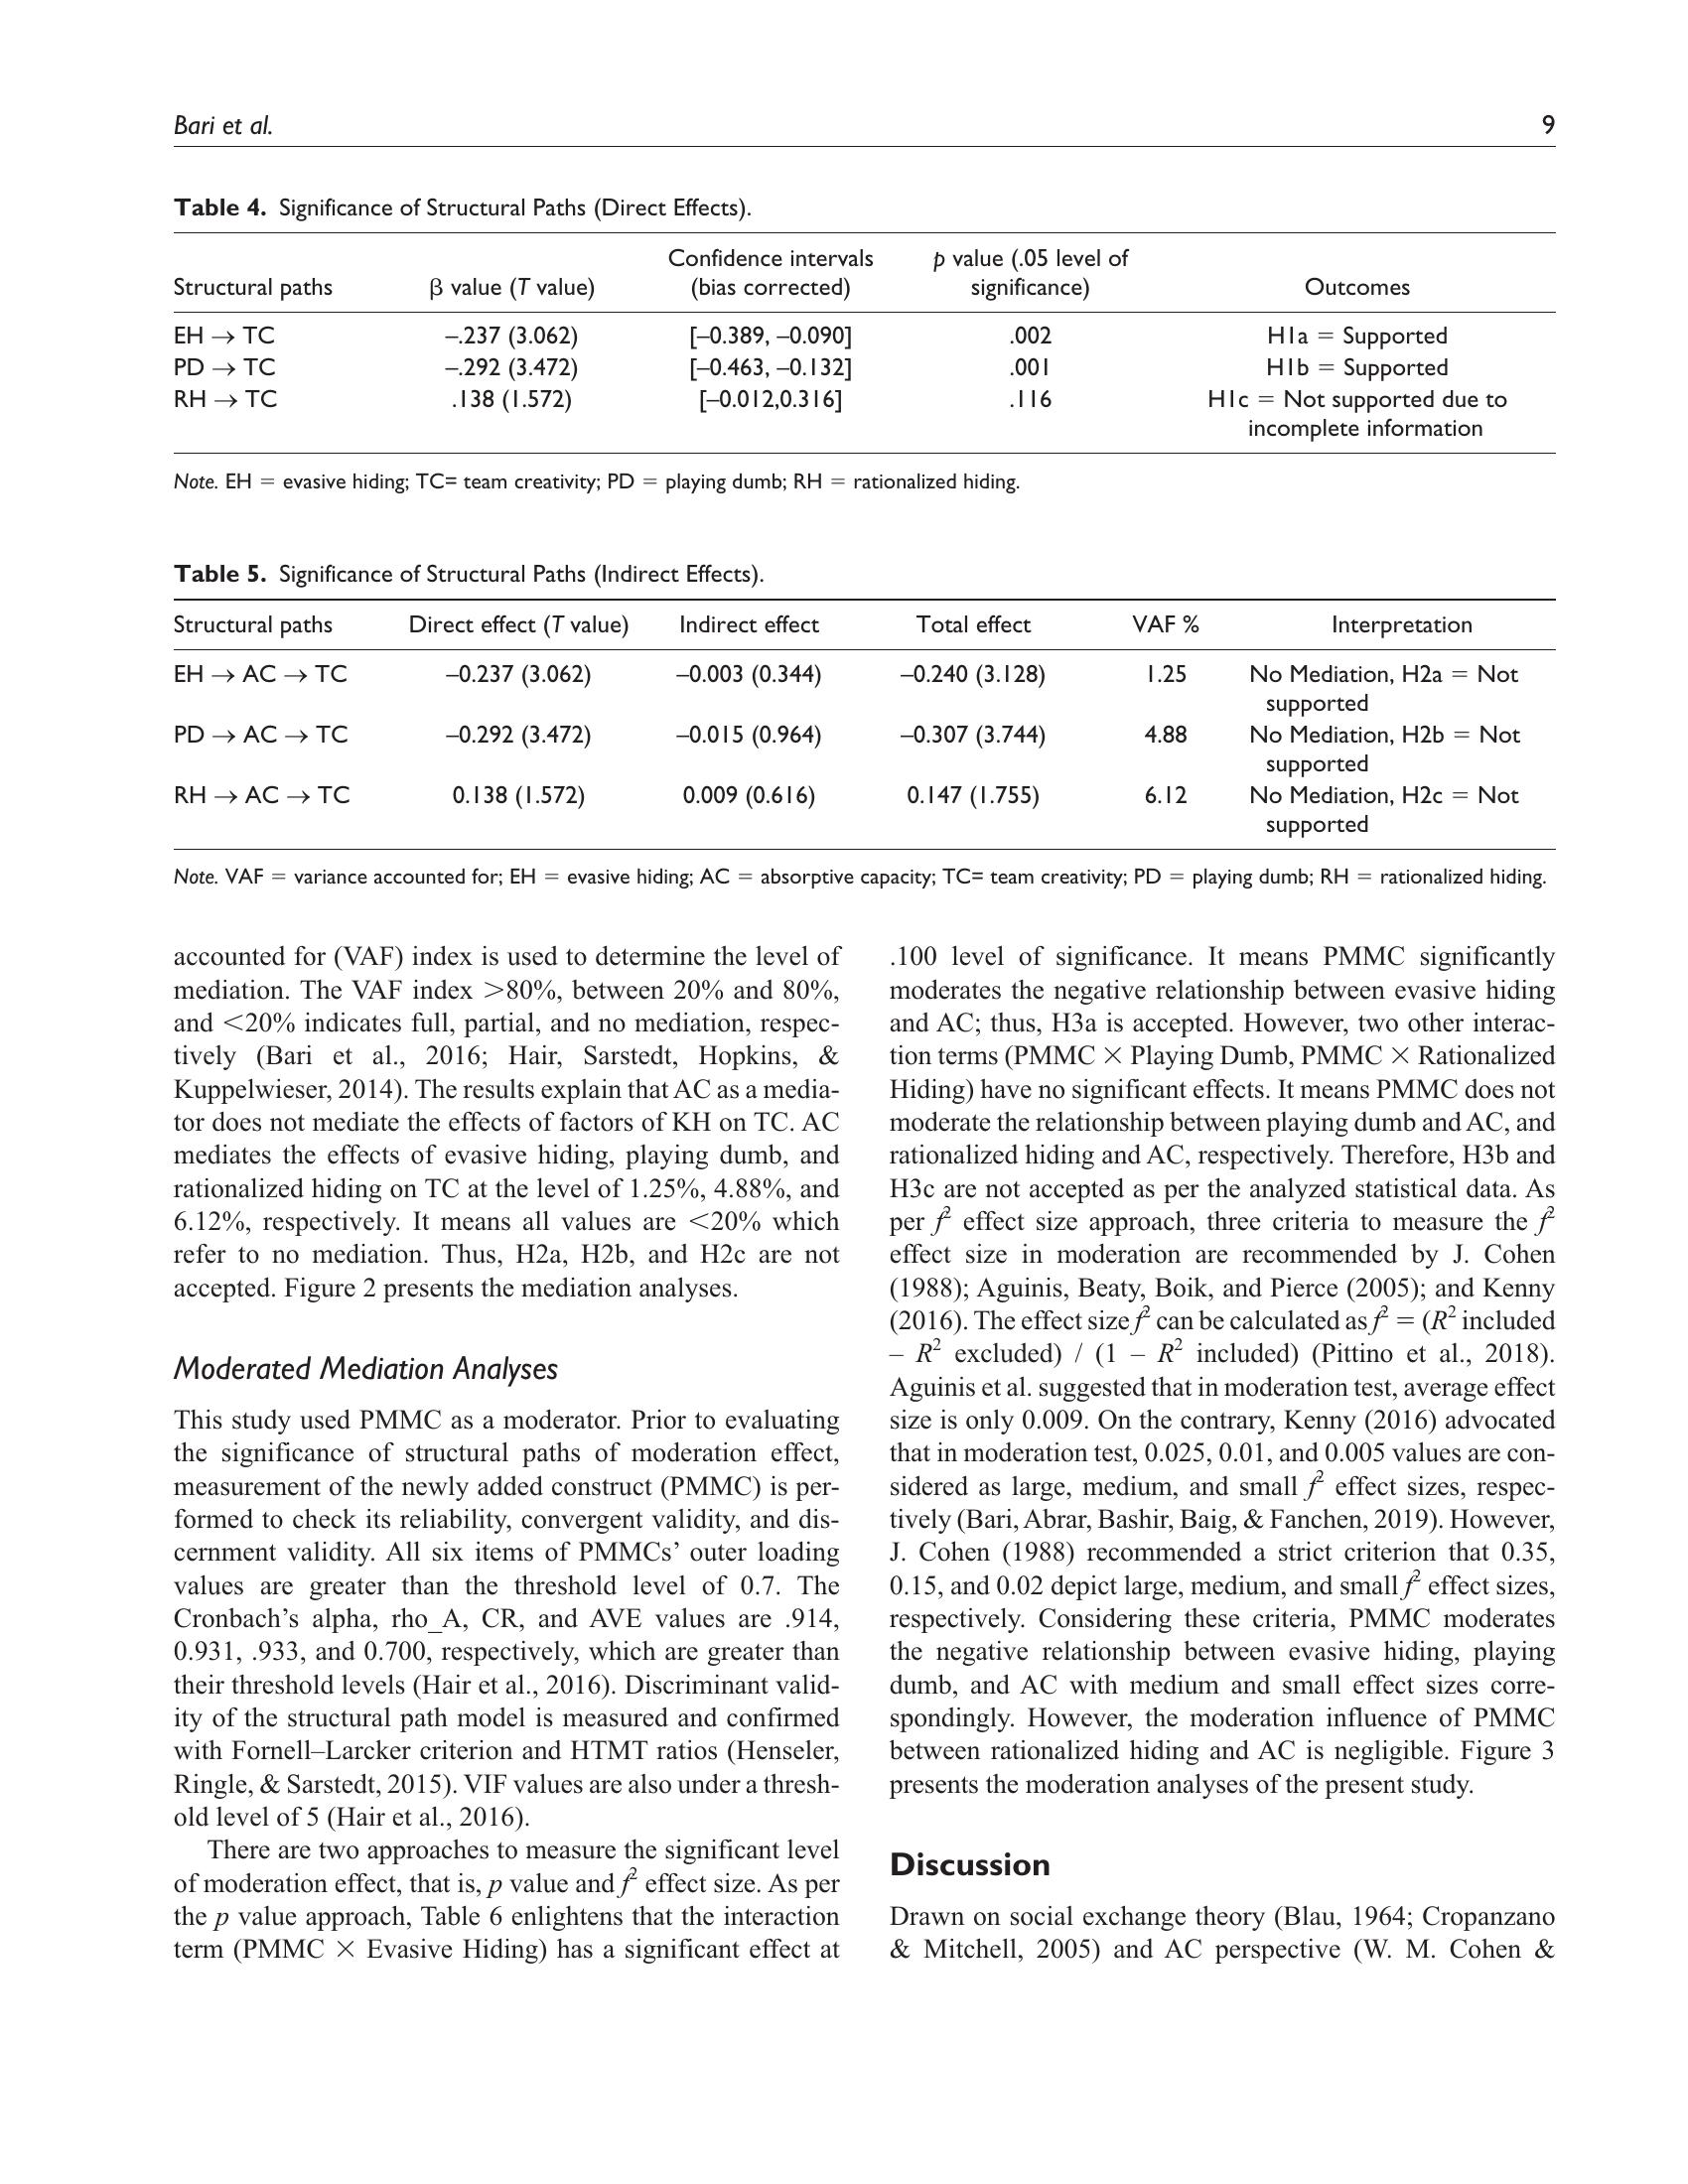 Bari et al. 9
Table 4. Significance of Structural Paths (Direct Effects).
Structural paths β value (T value) Confidence intervals (bias corrected) p value (.05 level of significance) Outcomes
EH → TC –.237 (3.062) [–0.389, –0.090] .002 H1a = Supported
PD → TC –.292 (3.472) [–0.463, –0.132] .001 H1b = Supported
RH → TC .138 (1.572) [–0.012,0.316] .116 H1c = Not supported due to
incomplete information
Note. EH = evasive hiding; TC= team creativity; PD = playing dumb; RH = rationalized hiding.
Table 5. Significance of Structural Paths (Indirect Effects).
Structural paths Direct effect (T value) Indirect effect Total effect VAF % Interpretation
EH → AC → TC –0.237 (3.062) –0.003 (0.344) –0.240 (3.128) 1.25 No Mediation, H2a = Not
supported
PD → AC → TC –0.292 (3.472) –0.015 (0.964) –0.307 (3.744) 4.88 No Mediation, H2b = Not
supported
RH → AC → TC 0.138 (1.572) 0.009 (0.616) 0.147 (1.755) 6.12 No Mediation, H2c = Not
supported
Note. VAF = variance accounted for; EH = evasive hiding; AC = absorptive capacity; TC= team creativity; PD = playing dumb; RH = rationalized hiding.
accounted for (VAF) index is used to determine the level of
mediation. The VAF index >80%, between 20% and 80%,
and <20% indicates full, partial, and no mediation, respec-
tively (Bari et al., 2016; Hair, Sarstedt, Hopkins, &
Kuppelwieser, 2014). The results explain that AC as a media-
tor does not mediate the effects of factors of KH on TC. AC
mediates the effects of evasive hiding, playing dumb, and
rationalized hiding on TC at the level of 1.25%, 4.88%, and
6.12%, respectively. It means all values are <20% which
refer to no mediation. Thus, H2a, H2b, and H2c are not
accepted. Figure 2 presents the mediation analyses.
Moderated Mediation Analyses
This study used PMMC as a moderator. Prior to evaluating
the significance of structural paths of moderation effect,
measurement of the newly added construct (PMMC) is per-
formed to check its reliability, convergent validity, and dis-
cernment validity. All six items of PMMCs’ outer loading
values are greater than the threshold level of 0.7. The
Cronbach’s alpha, rho_A, CR, and AVE values are .914,
0.931, .933, and 0.700, respectively, which are greater than
their threshold levels (Hair et al., 2016). Discriminant valid-
ity of the structural path model is measured and confirmed
with Fornell–Larcker criterion and HTMT ratios (Henseler,
Ringle, & Sarstedt, 2015). VIF values are also under a thresh-
old level of 5 (Hair et al., 2016).
There are two approaches to measure the significant level
of moderation effect, that is, p value and f² effect size. As per
the p value approach, Table 6 enlightens that the interaction
term (PMMC × Evasive Hiding) has a significant effect at
.100 level of significance. It means PMMC significantly
moderates the negative relationship between evasive hiding
and AC; thus, H3a is accepted. However, two other interac-
tion terms (PMMC × Playing Dumb, PMMC × Rationalized
Hiding) have no significant effects. It means PMMC does not
moderate the relationship between playing dumb and AC, and
rationalized hiding and AC, respectively. Therefore, H3b and
H3c are not accepted as per the analyzed statistical data. As
per f² effect size approach, three criteria to measure the f²
effect size in moderation are recommended by J. Cohen
(1988); Aguinis, Beaty, Boik, and Pierce (2005); and Kenny
(2016). The effect size f² can be calculated as f² = (R² included
– R² excluded) / (1 – R² included) (Pittino et al., 2018).
Aguinis et al. suggested that in moderation test, average effect
size is only 0.009. On the contrary, Kenny (2016) advocated
that in moderation test, 0.025, 0.01, and 0.005 values are con-
sidered as large, medium, and small f² effect sizes, respec-
tively (Bari, Abrar, Bashir, Baig, & Fanchen, 2019). However,
J. Cohen (1988) recommended a strict criterion that 0.35,
0.15, and 0.02 depict large, medium, and small f² effect sizes,
respectively. Considering these criteria, PMMC moderates
the negative relationship between evasive hiding, playing
dumb, and AC with medium and small effect sizes corre-
spondingly. However, the moderation influence of PMMC
between rationalized hiding and AC is negligible. Figure 3
presents the moderation analyses of the present study.
Discussion
Drawn on social exchange theory (Blau, 1964; Cropanzano
& Mitchell, 2005) and AC perspective (W. M. Cohen &